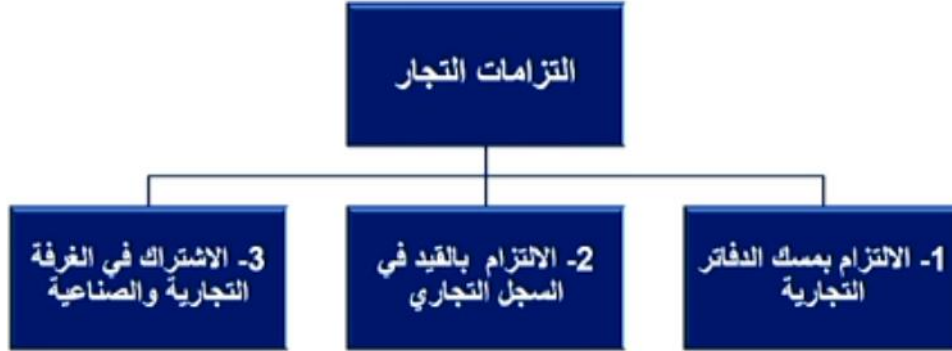 التزامات التجار
1- الالتزام بمسك الدفاتر
التجارية
2- الالتزام بالقيد في
السجل التجاري
3- الاشتراك في الغرفة
التجارية والصناعية